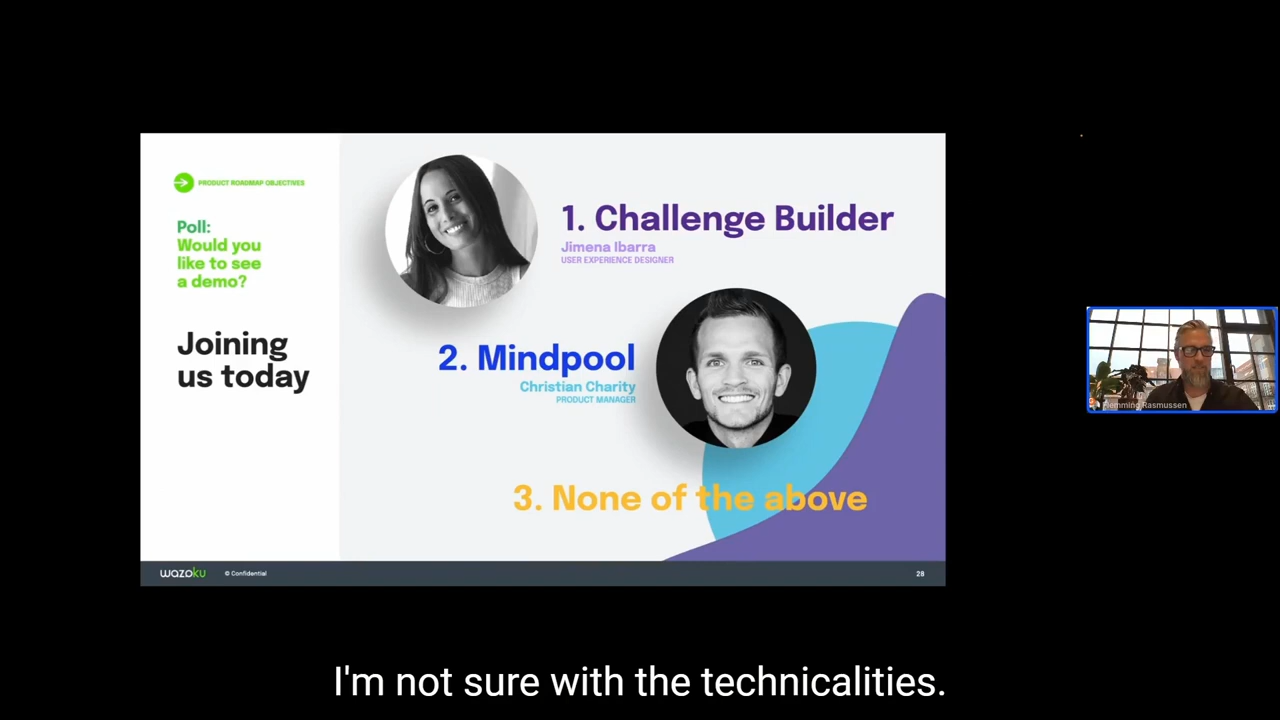 PRODUCT ROADMAP OBJECTIVES
Poll:
Would you
like to see
a demo?
Joining
us today
1. Challenge Builder
Jimena Ibarra
USER EXPERIENCE DESIGNER
2. Mindpool
Christian Charity
PRODUCT MANAGER
3. None of the above
wazoku
© Confidential
28
Flemming Rasmussen
I'm not sure with the technicalities.